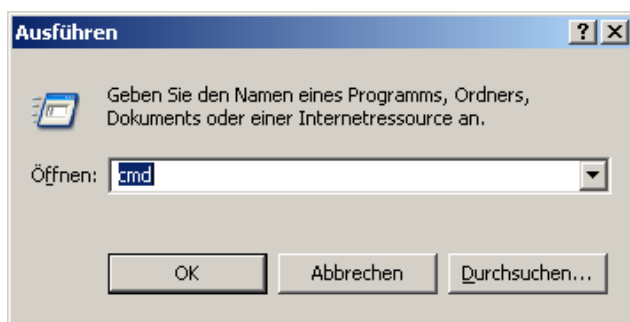 Ausführen
Geben Sie den Namen eines Programms, Ordners,
Dokuments oder einer Internetressource an.
Öffnen: cmd
OK Abbrechen Durchsuchen...